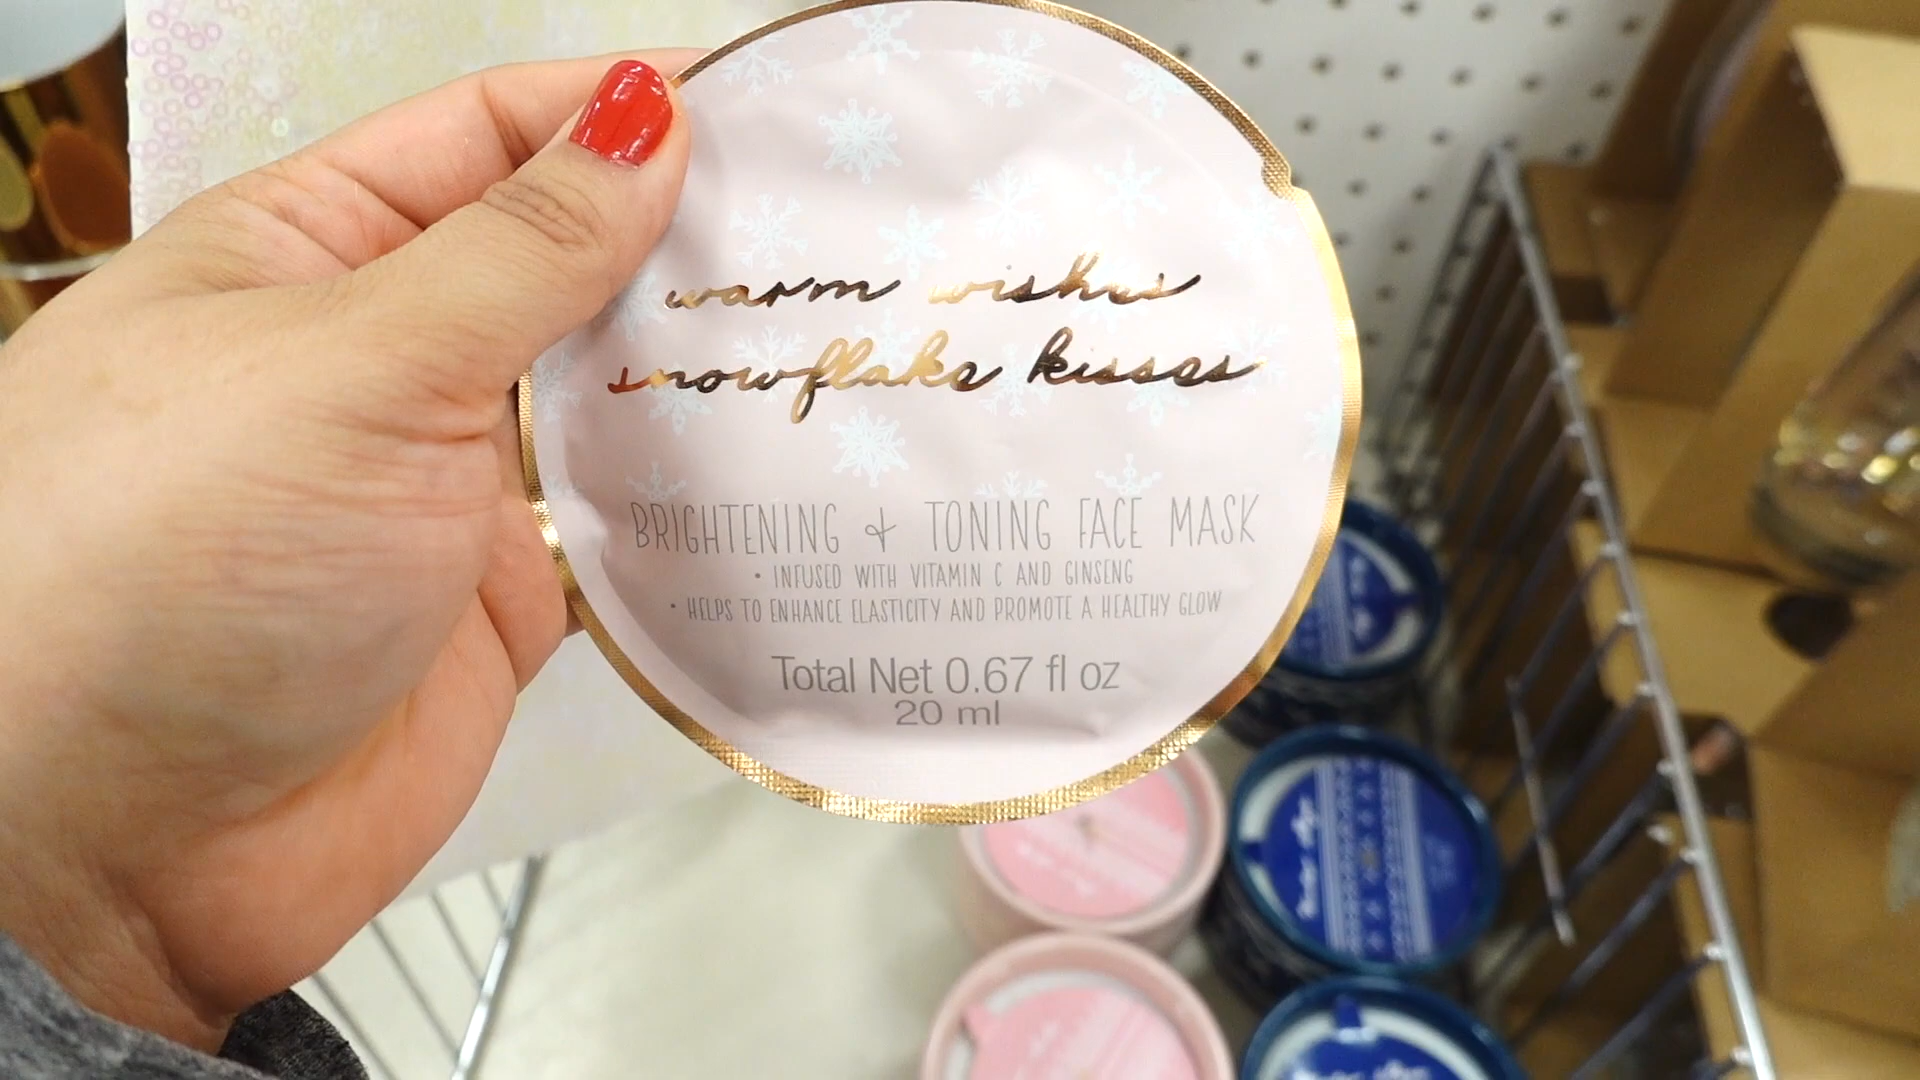 warm wishes
snowflake kisses
BRIGHTENING & TONING FACE MASK
• INFUSED WITH VITAMIN C AND GINSENG
• HELPS TO ENHANCE ELASTICITY AND PROMOTE A HEALTHY GLOW
Total Net 0.67 fl oz
20 ml